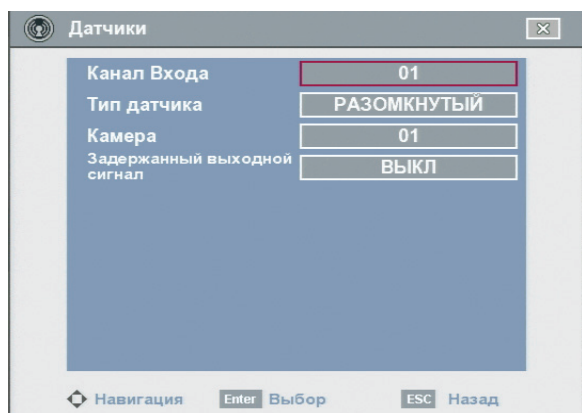 Датчики
Канал Входа 01
Тип датчика РАЗОМКНУТЫЙ
Камера 01
Задержанный выходной
сигнал ВЫКЛ
Навигация Enter Выбор ESC Назад